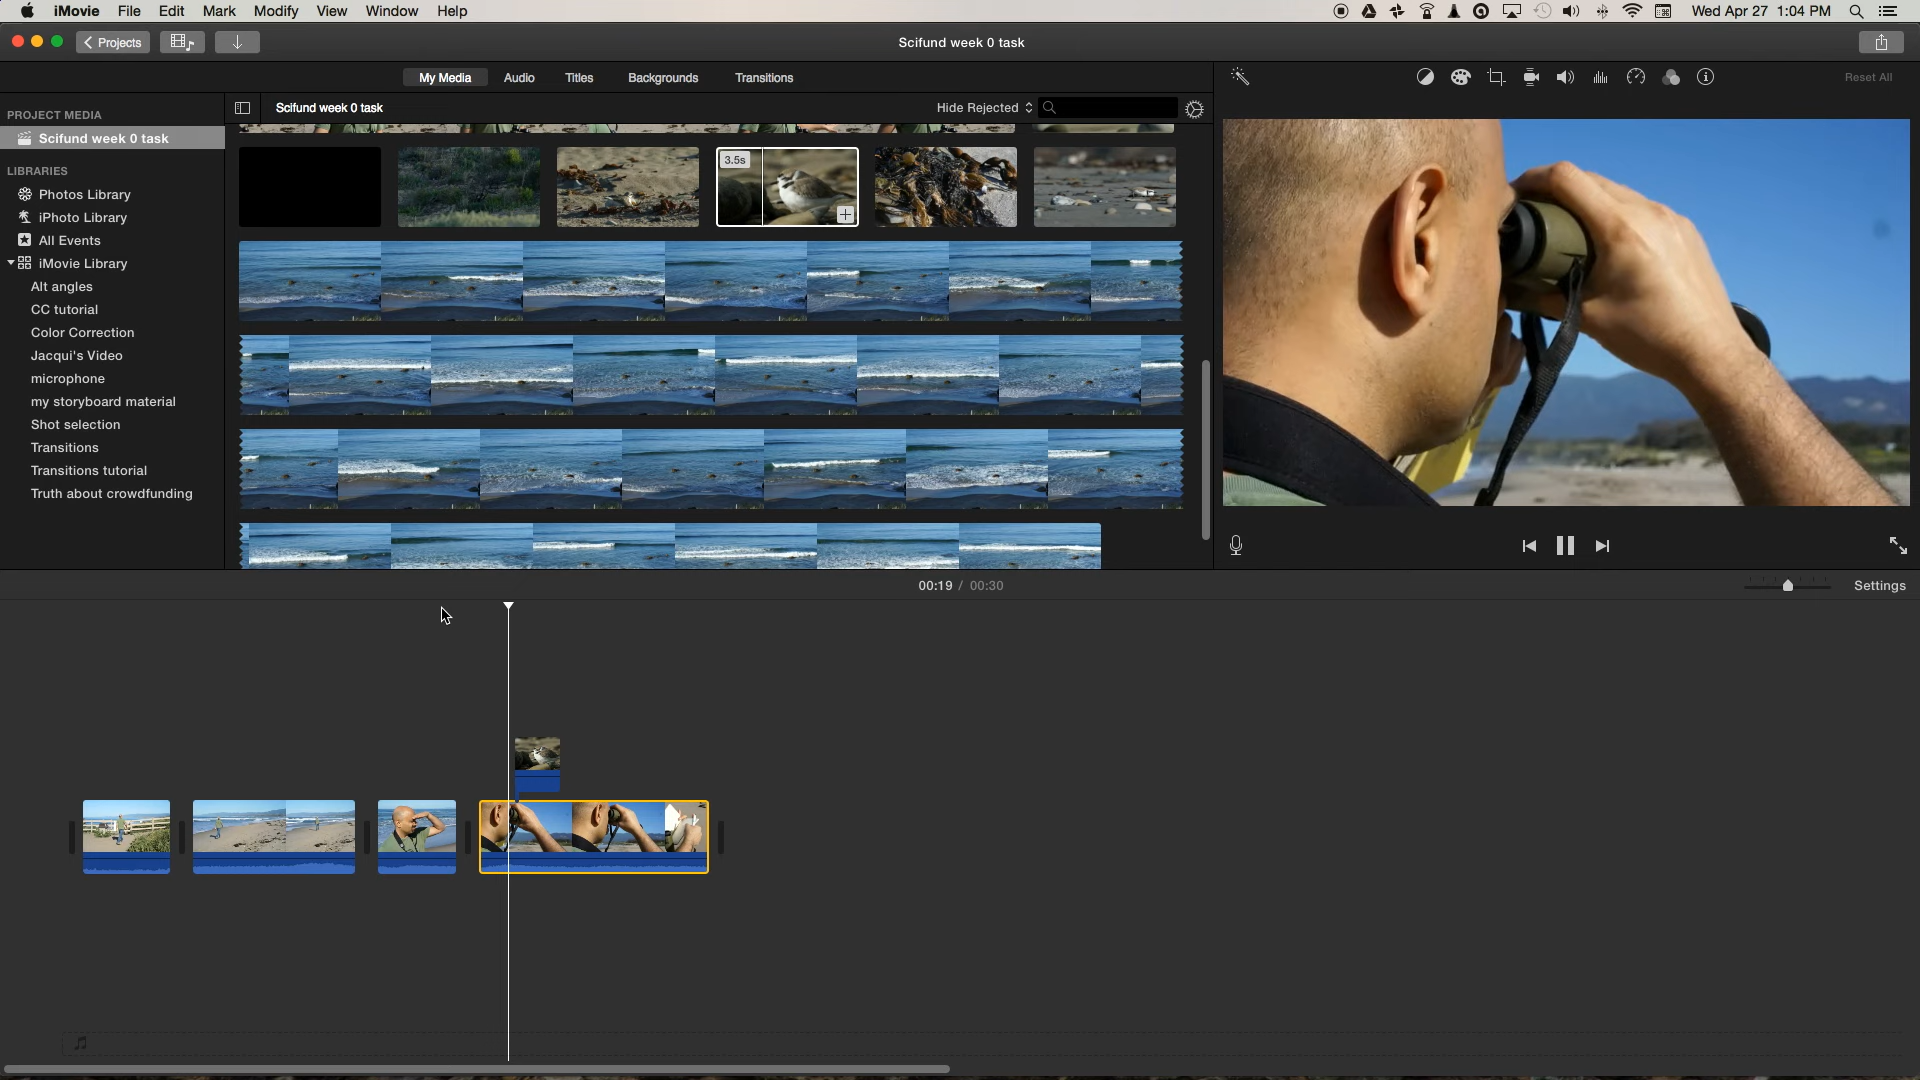 iMovie File Edit Mark Modify View Window Help Wed Apr 27 1:04 PM
Projects Scifund week 0 task
My Media Audio Titles Backgrounds Transitions Reset All
PROJECT MEDIA
Scifund week 0 task Hide Rejected
Scifund week 0 task
LIBRARIES
Photos Library
iPhoto Library
All Events
iMovie Library
Alt angles
CC tutorial
Color Correction
Jacqui's Video
microphone
my storyboard material
Shot selection
Transitions
Transitions tutorial
Truth about crowdfunding
3.5s
00:19 / 00:30 Settings